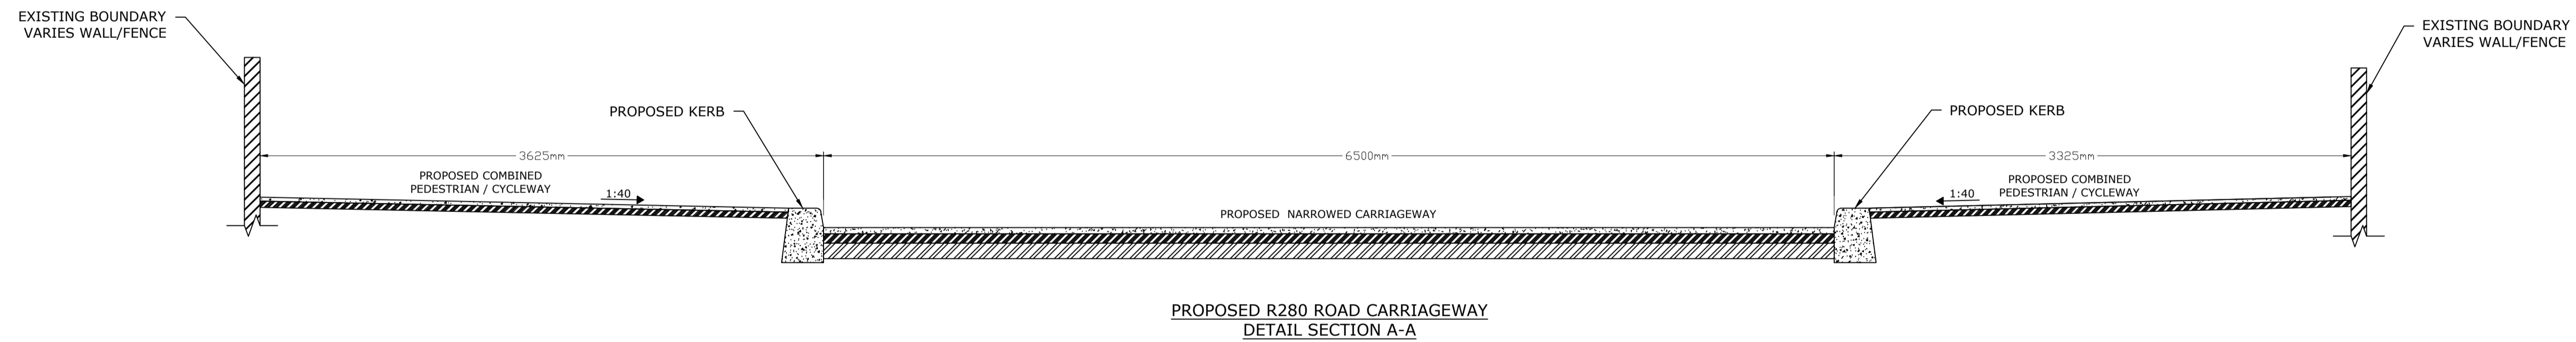 EXISTING BOUNDARY
VARIES WALL/FENCE
EXISTING BOUNDARY
VARIES WALL/FENCE
PROPOSED KERB
PROPOSED KERB
3625mm
6500mm
3325mm
PROPOSED COMBINED
PEDESTRIAN / CYCLEWAY
1:40
PROPOSED NARROWED CARRIAGEWAY
1:40
PROPOSED COMBINED
PEDESTRIAN / CYCLEWAY
PROPOSED R280 ROAD CARRIAGEWAY
DETAIL SECTION A-A